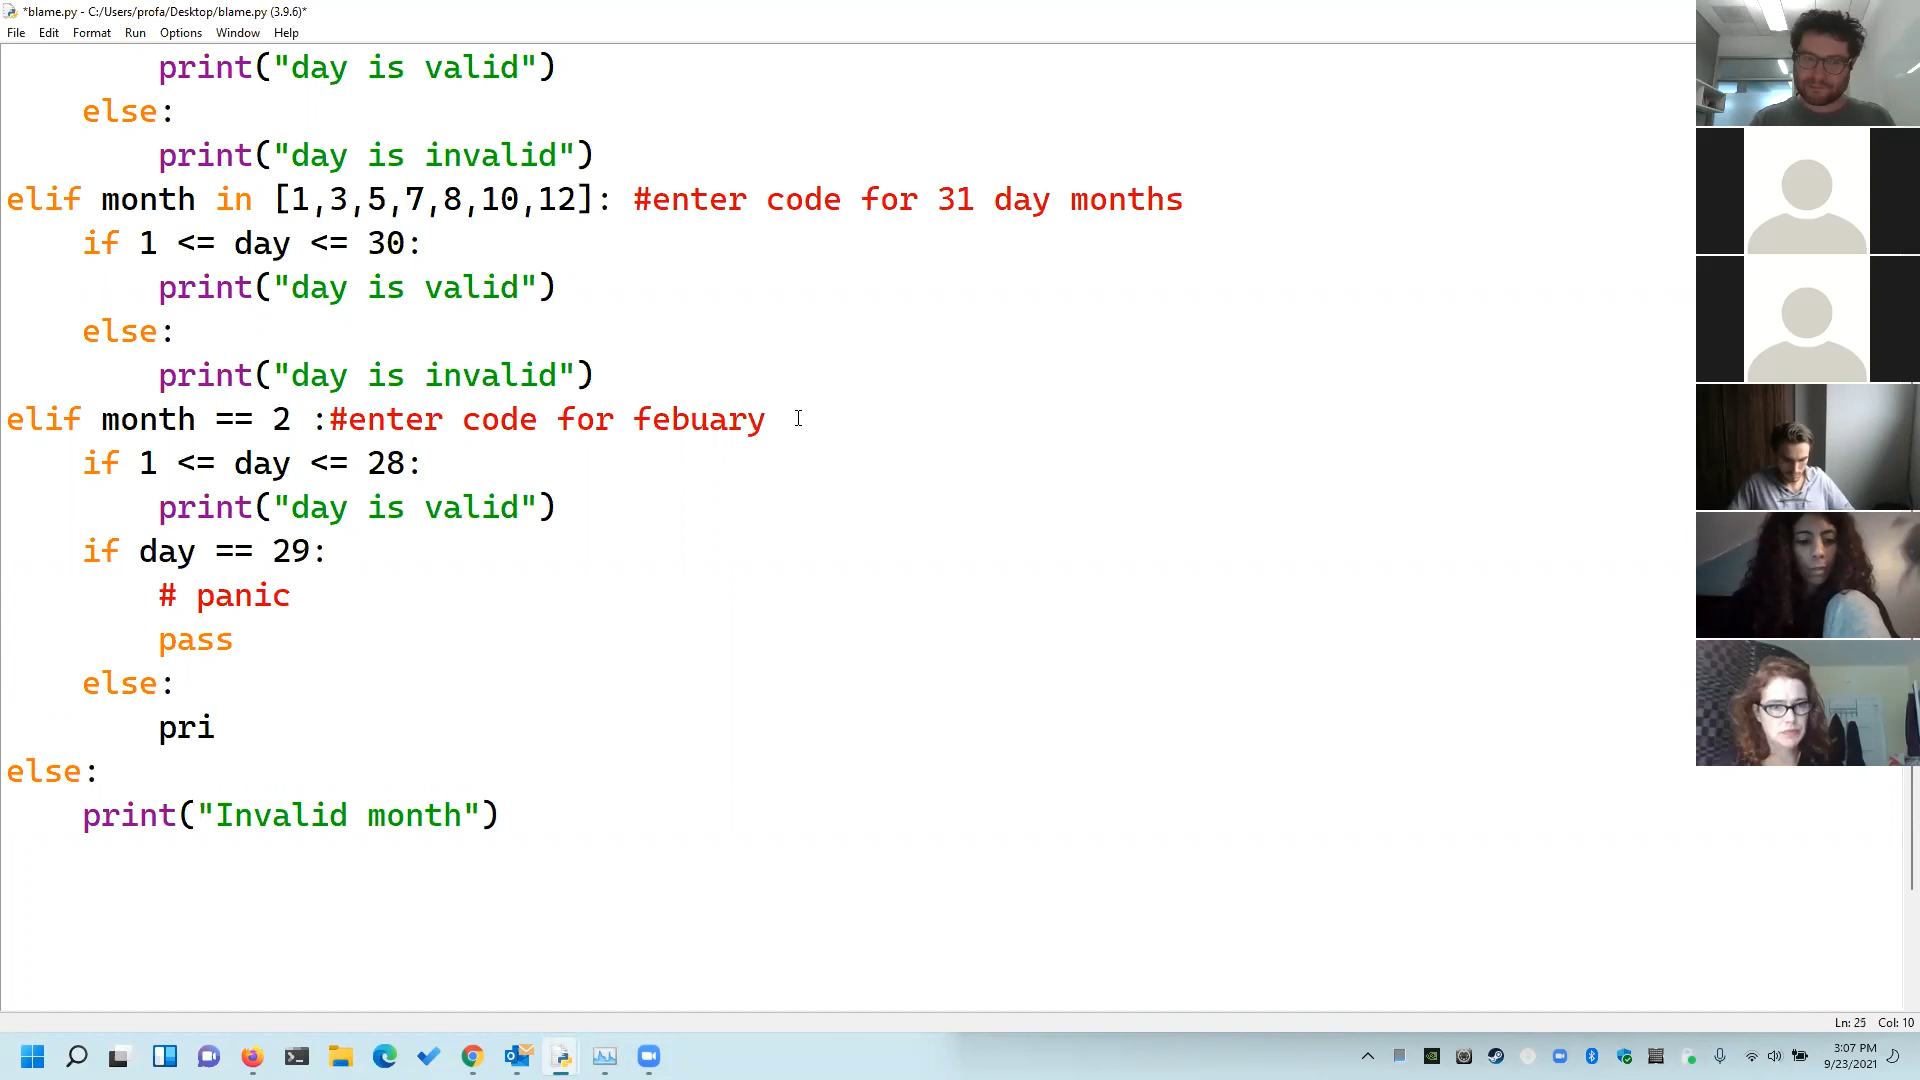 *blame.py - C:/Users/profa/Desktop/blame.py (3.9.6)*
File Edit Format Run Options Window Help
print("day is valid")
else:
print("day is invalid")
elif month in [1,3,5,7,8,10,12]: #enter code for 31 day months
if 1 <= day <= 30:
print("day is valid")
else:
print("day is invalid")
elif month == 2 :#enter code for febuary
if 1 <= day <= 28:
print("day is valid")
if day == 29:
# panic
pass
else:
pri
else:
print("Invalid month")
Ln: 25 Col: 10
3:07 PM
9/23/2021